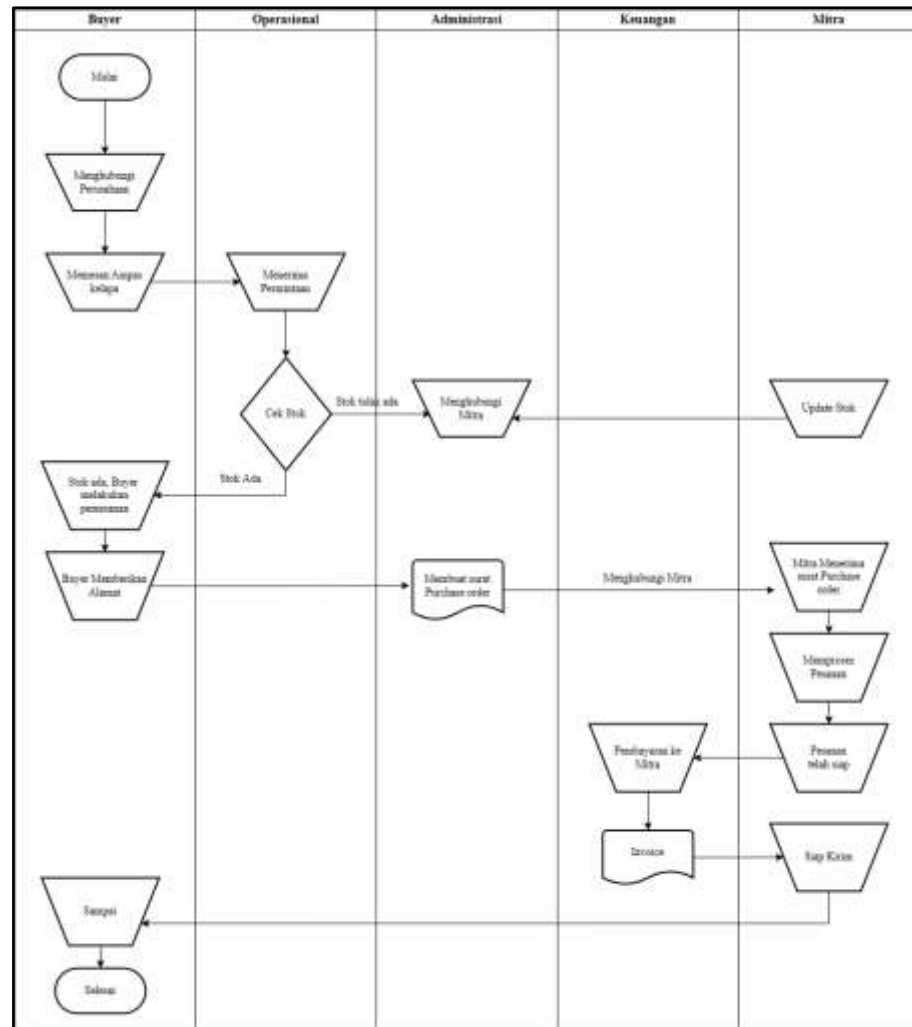 Buyer
Operasional
Administrasi
Keuangan
Mitra
Mulai
Menghubungi
Perusahaan
Memesan Ampas
kelapa
Menerima
Permintaan
Cek Stok
Stok tidak ada
Menghubungi
Mitra
Update Stok
Stok Ada
Stok ada, Buyer
melakukan
pemesanan
Buyer Memberikan
Alamat
Membuat surat
Purchase order
Menghubungi Mitra
Mitra Menerima
surat Purchase
order
Memproses
Pesanan
Pembayaran ke
Mitra
Pesanan
telah siap
Invoice
Siap Kirim
Sampai
Selesai